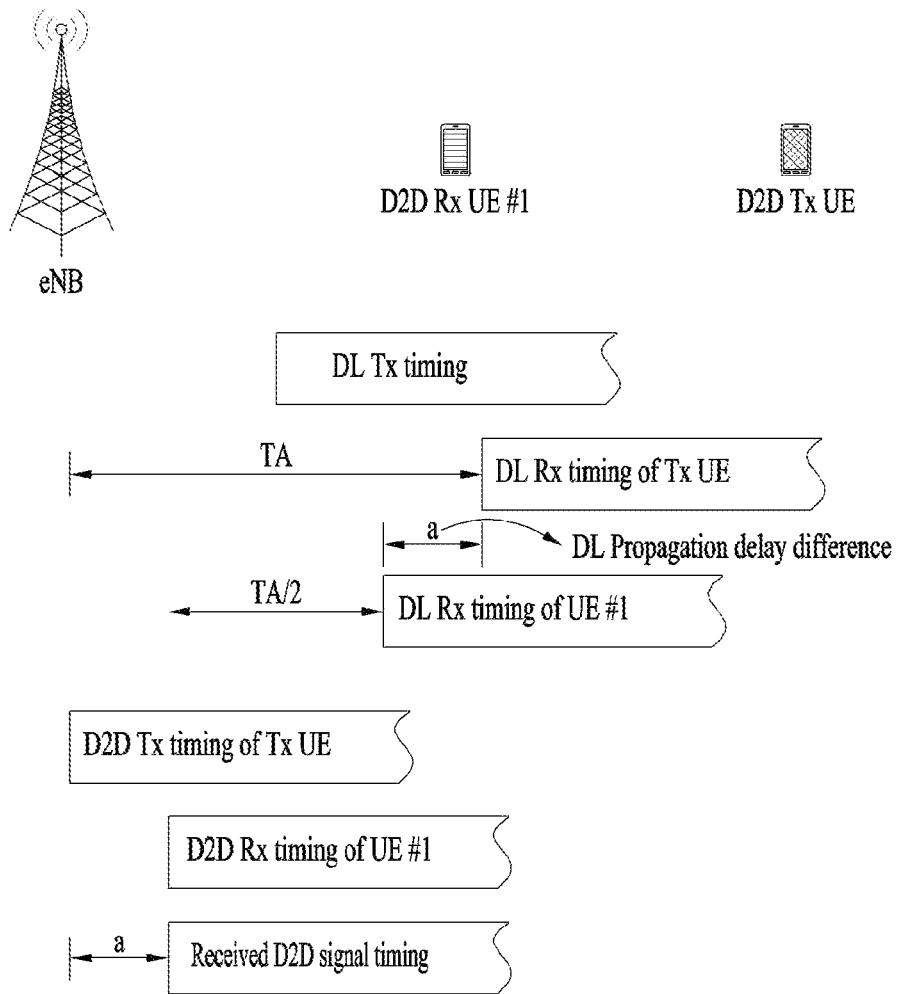 D2D Rx UE #1
D2D Tx UE
eNB
DL Tx timing
TA
DL Rx timing of Tx UE
a
DL Propagation delay difference
TA/2
DL Rx timing of UE #1
D2D Tx timing of Tx UE
D2D Rx timing of UE #1
a
Received D2D signal timing